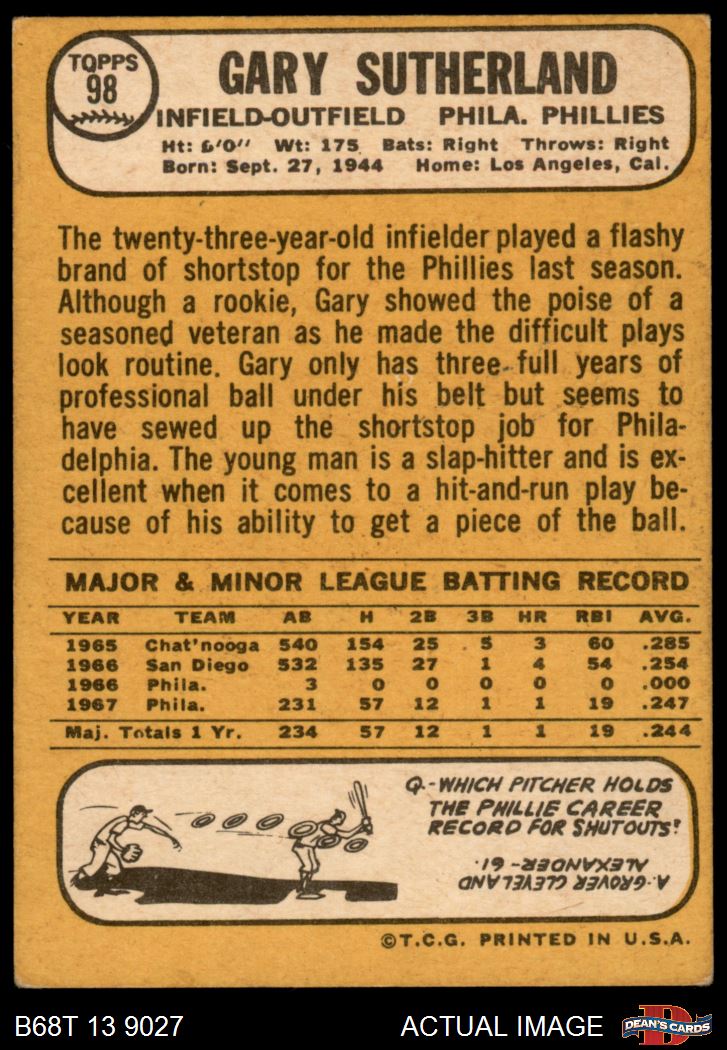 TOPPS
98
GARY SUTHERLAND
INFIELD-OUTFIELD PHILA. PHILLIES
Ht: 6'0" Wt: 175 Bats: Right Throws: Right
Born: Sept. 27, 1944 Home: Los Angeles, Cal.
The twenty-three-year-old infielder played a flashy
brand of shortstop for the Phillies last season.
Although a rookie, Gary showed the poise of a
seasoned veteran as he made the difficult plays
look routine. Gary only has three full years of
professional ball under his belt but seems to
have sewed up the shortstop job for Phila-
delphia. The young man is a slap-hitter and is ex-
cellent when it comes to a hit-and-run play be-
cause of his ability to get a piece of the ball.
MAJOR & MINOR LEAGUE BATTING RECORD
YEAR TEAM AB H 2B 3B HR RBI AVG.
1965 Chat'nooga 540 154 25 5 3 60 .285
1966 San Diego 532 135 27 1 4 54 .254
1966 Phila. 3 0 0 0 0 0 .000
1967 Phila. 231 57 12 1 1 19 .247
Maj. Totals 1 Yr. 234 57 12 1 1 19 .244
Q-WHICH PITCHER HOLDS
THE PHILLIE CAREER
RECORD FOR SHUTOUTS?
A-GROVER CLEVELAND
ALEXANDER-61.
©T.C.G. PRINTED IN U.S.A.
B68T 13 9027 ACTUAL IMAGE
D
DEAN'S CARDS